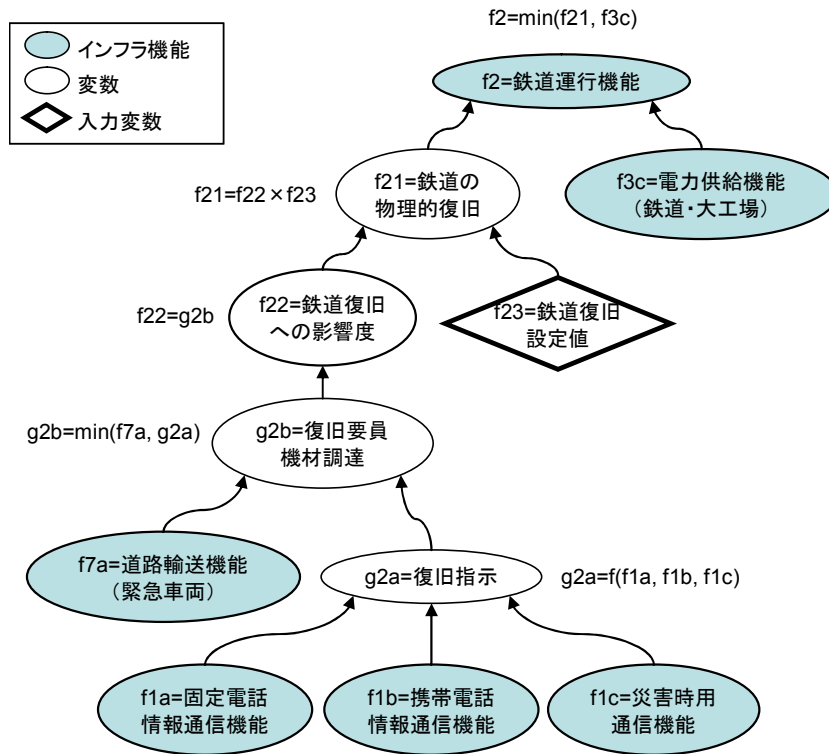 f2=min(f21, f3c)
インフラ機能
変数
入力変数
f2=鉄道運行機能
f21=f22×f23
f21=鉄道の
物理的復旧
f3c=電力供給機能
(鉄道・大工場)
f22=g2b
f22=鉄道復旧
への影響度
f23=鉄道復旧
設定値
g2b=min(f7a, g2a)
g2b=復旧要員
機材調達
f7a=道路輸送機能
(緊急車両)
g2a=復旧指示
g2a=f(f1a, f1b, f1c)
f1a=固定電話
情報通信機能
f1b=携帯電話
情報通信機能
f1c=災害時用
通信機能